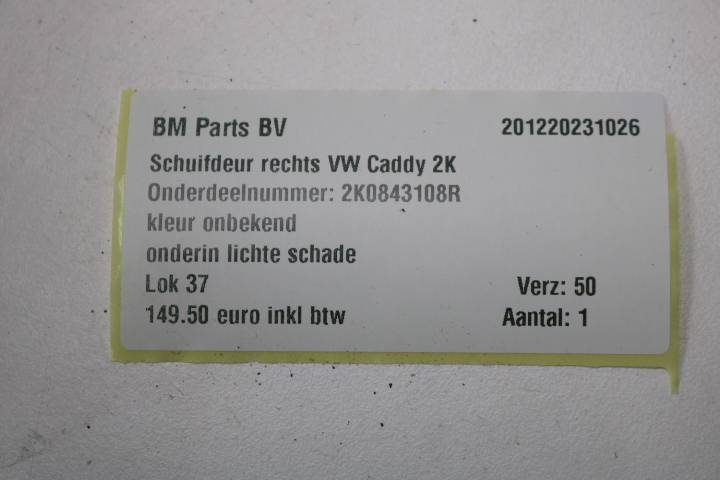 BM Parts BV 201220231026
Schuifdeur rechts VW Caddy 2K
Onderdeelnummer: 2K0843108R
kleur onbekend
onderin lichte schade
Lok 37 Verz: 50
149.50 euro inkl btw Aantal: 1